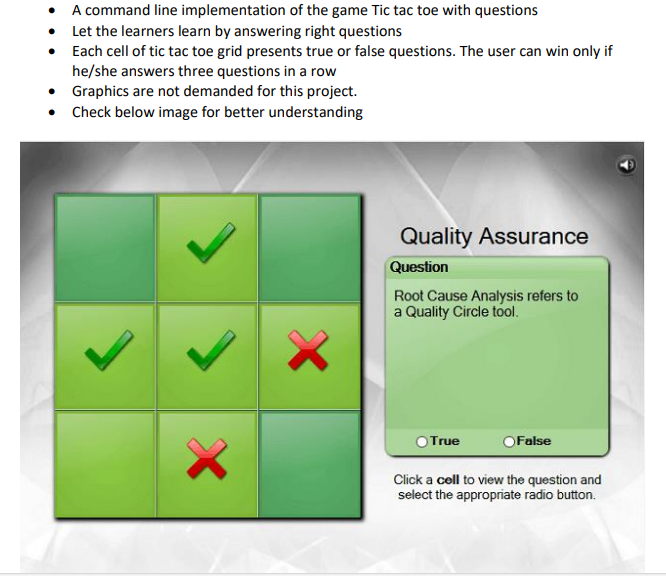 • A command line implementation of the game Tic tac toe with questions
• Let the learners learn by answering right questions
• Each cell of tic tac toe grid presents true or false questions. The user can win only if
he/she answers three questions in a row
• Graphics are not demanded for this project.
• Check below image for better understanding
Quality Assurance
Question
Root Cause Analysis refers to
a Quality Circle tool.
True False
Click a cell to view the question and
select the appropriate radio button.